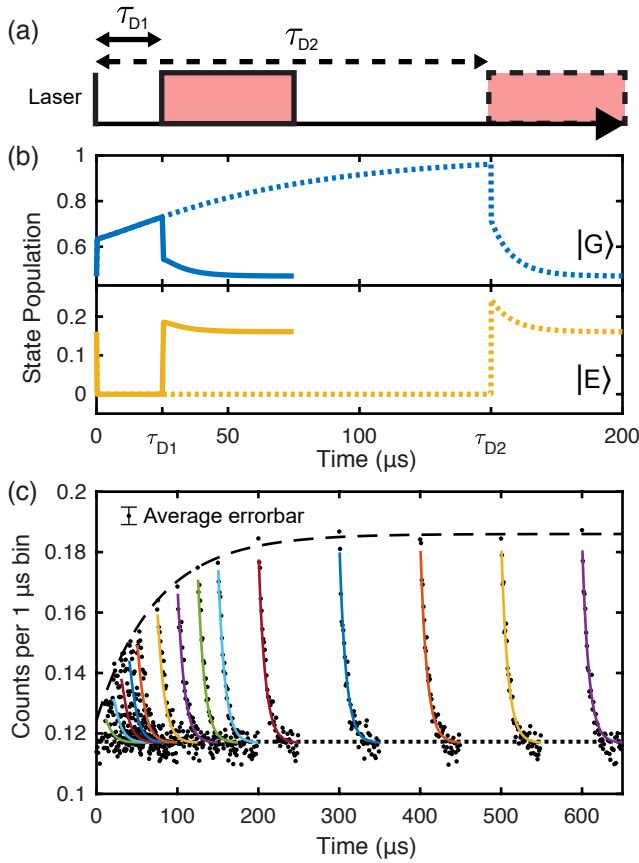 (a)
τD1
τD2
Laser
(b)
State Population
1
0.8
0.6
|G⟩
0.2
0.1
0
|E⟩
0
τD1
50
100
τD2
200
Time (μs)
(c)
Counts per 1 μs bin
0.2
0.18
0.16
0.14
0.12
0.1
Average errorbar
0
100
200
300
400
500
600
Time (μs)